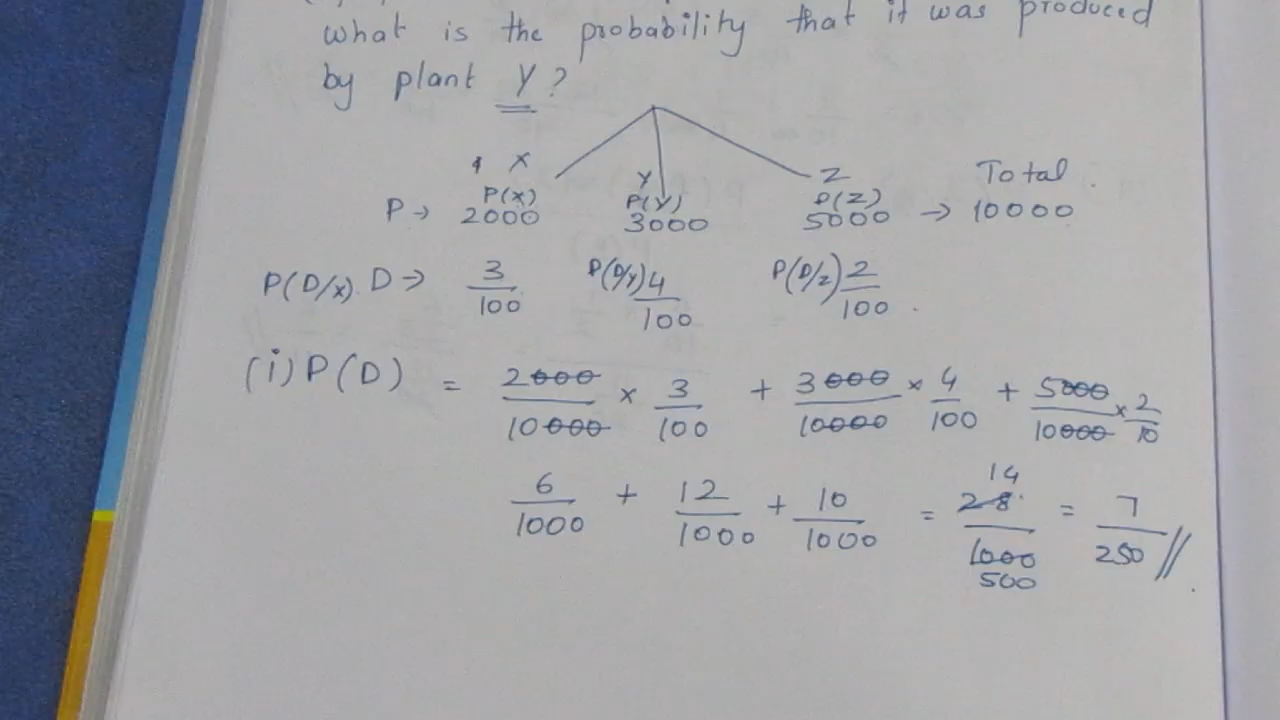 what is the probability that it was produced
by plant Y ?
X Y Z Total
P(X) P(Y) P(Z)
P → 2000 3000 5000 → 10000
P(D/X) D → 3/100 P(D/Y) 4/100 P(D/Z) 2/100
(i) P(D) = 2000/10000 × 3/100 + 3000/10000 × 4/100 + 5000/10000 × 2/10
6/1000 + 12/1000 + 10/1000 = 14 28/1000 500 = 7/250 //